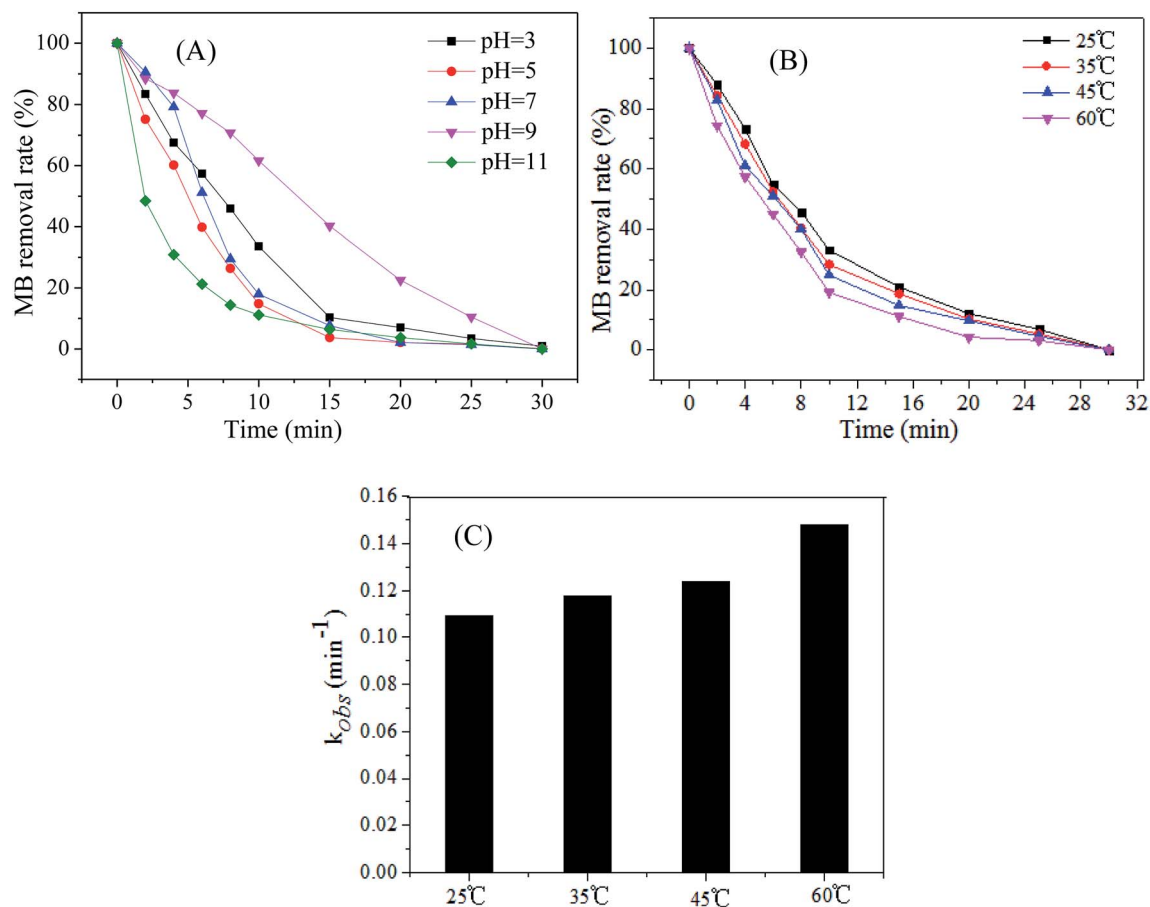 (A)
pH=3
pH=5
pH=7
pH=9
pH=11
MB removal rate (%)
100
80
60
40
20
0
0 5 10 15 20 25 30
Time (min)
(B)
25℃
35℃
45℃
60℃
MB removal rate (%)
100
80
60
40
20
0
0 4 8 12 16 20 24 28 32
Time (min)
(C)
k_obs (min⁻¹)
0.16
0.14
0.12
0.10
0.08
0.06
0.04
0.02
0.00
25℃ 35℃ 45℃ 60℃